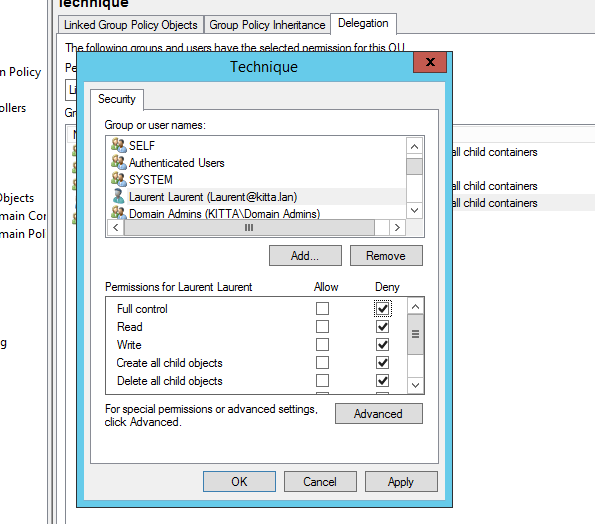 Technique
Linked Group Policy Objects Group Policy Inheritance Delegation
The following groups and users have the selected permission for this OU
n Policy
ollers
Objects
main Cor
main Pol
g
Technique
Security
Group or user names:
SELF
Authenticated Users
SYSTEM
Laurent Laurent (Laurent@kitta.lan)
Domain Admins (KITTA\Domain Admins)
Add... Remove
Permissions for Laurent Laurent Allow Deny
Full control
Read
Write
Create all child objects
Delete all child objects
For special permissions or advanced settings,
click Advanced.
Advanced
OK Cancel Apply
all child containers
all child containers
all child containers